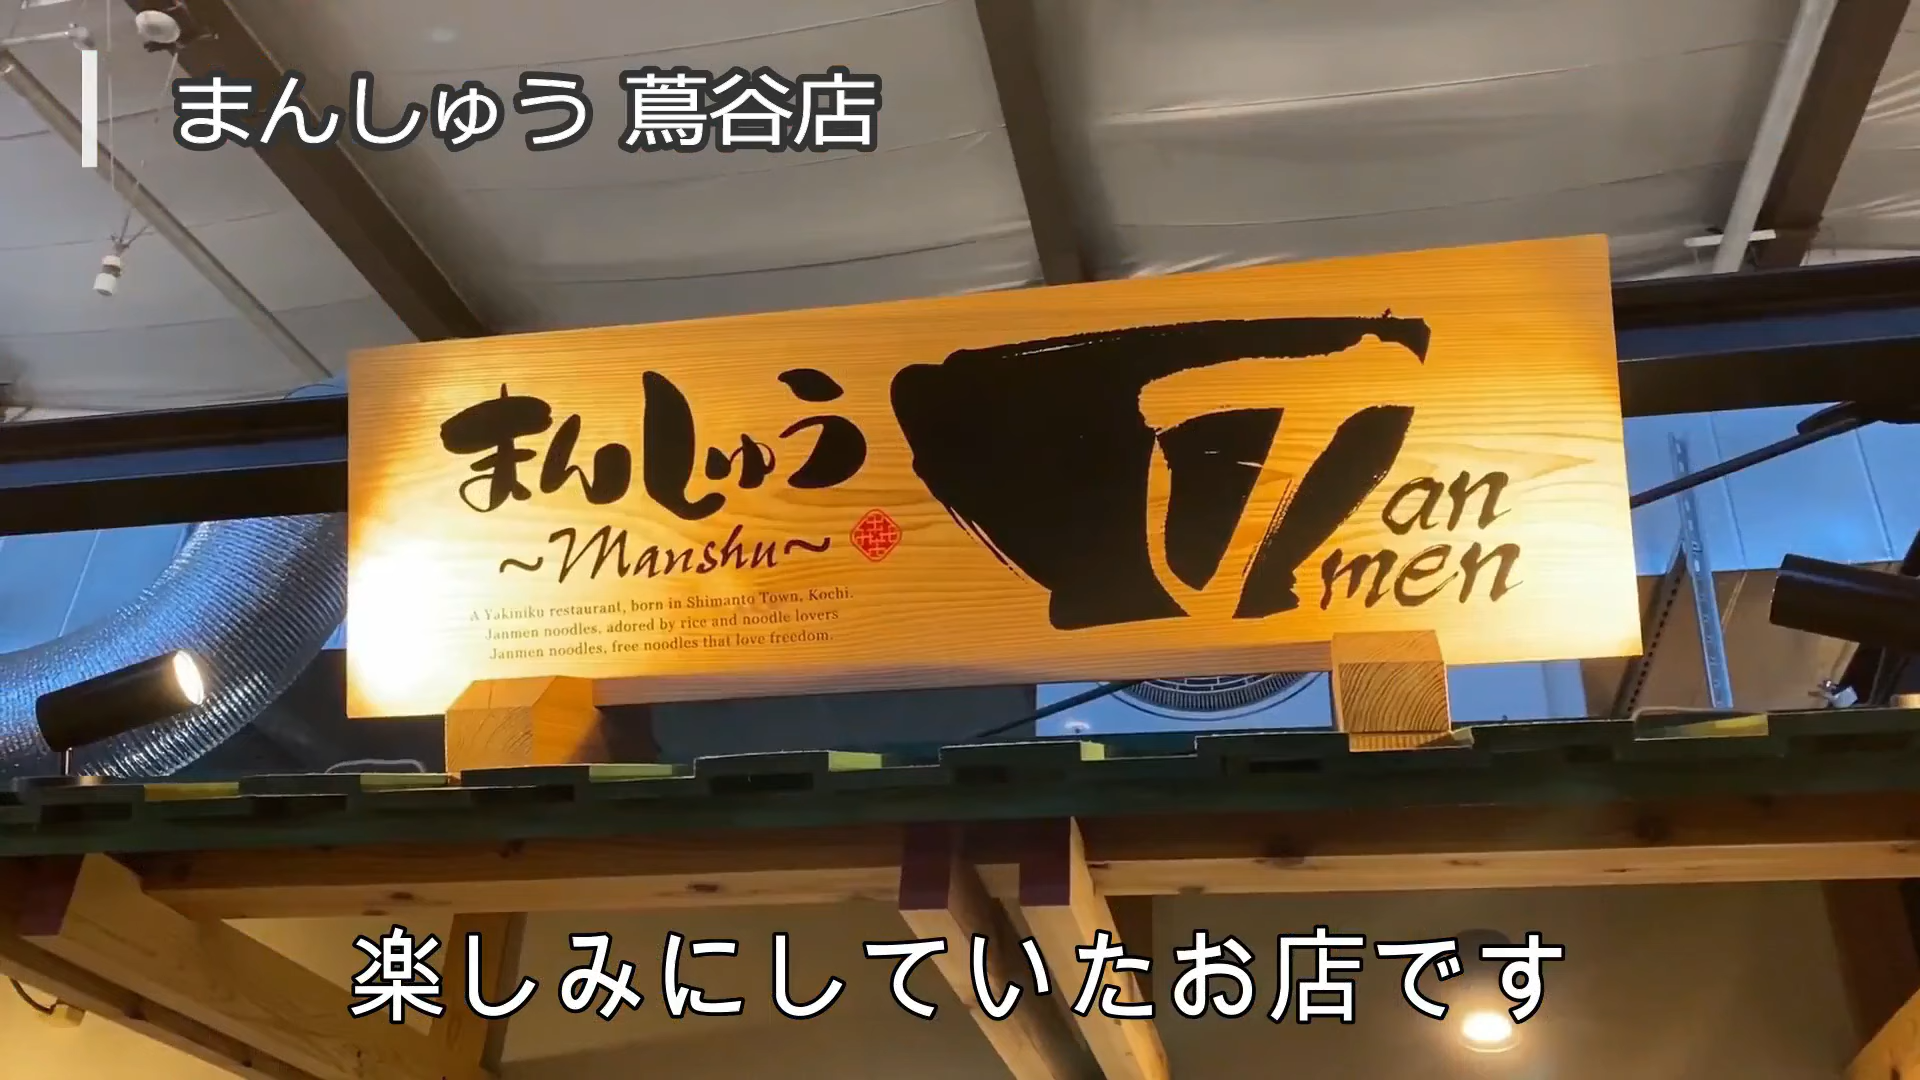 まんしゅう 蔦谷店
まんしゅう
~Manshu~
A Yakiniku restaurant, born in Shimanto Town, Kochi.
Janmen noodles, adored by rice and noodle lovers
Janmen noodles, free noodles that love freedom.
Jan
men
楽しみにしていたお店です